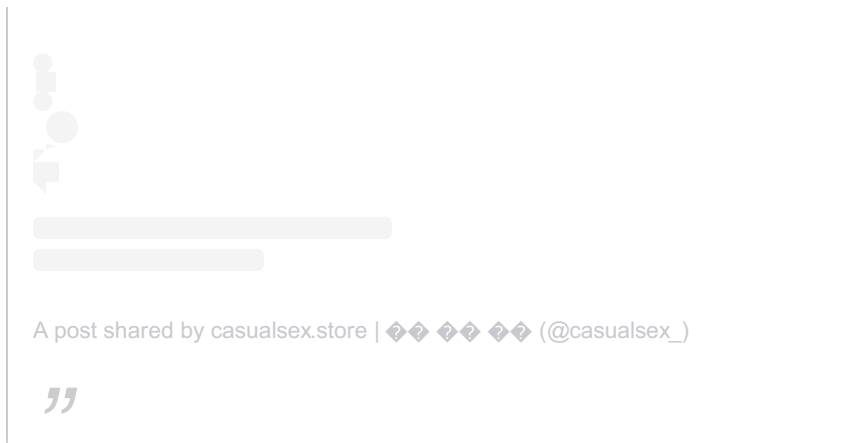 A post shared by casualsex.store | �� �� �� (@casualsex_)
”